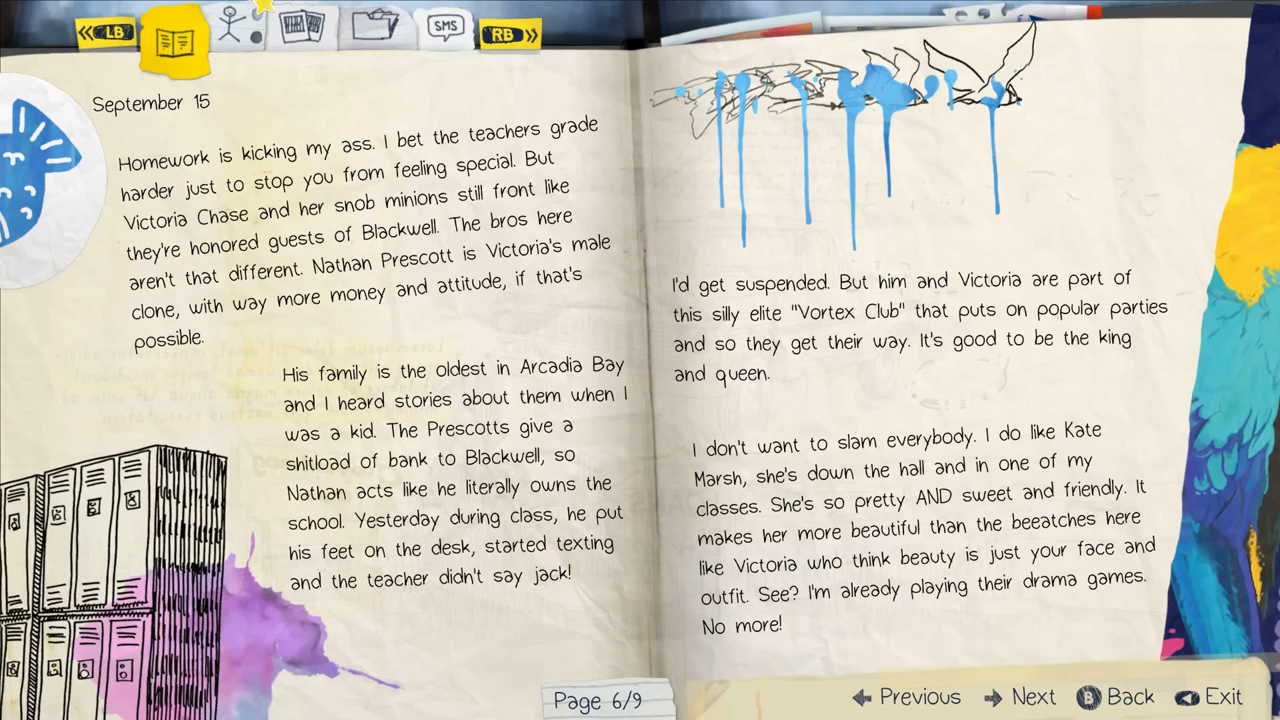 LB
SMS
RB
September 15
Homework is kicking my ass. I bet the teachers grade
harder just to stop you from feeling special. But
Victoria Chase and her snob minions still front like
they're honored guests of Blackwell. The bros here
aren't that different. Nathan Prescott is Victoria's male
clone, with way more money and attitude, if that's
possible.
His family is the oldest in Arcadia Bay
and I heard stories about them when I
was a kid. The Prescotts give a
shitload of bank to Blackwell, so
Nathan acts like he literally owns the
school. Yesterday during class, he put
his feet on the desk, started texting
and the teacher didn't say jack!
I'd get suspended. But him and Victoria are part of
this silly elite "Vortex Club" that puts on popular parties
and so they get their way. It's good to be the king
and queen.
I don't want to slam everybody. I do like Kate
Marsh, she's down the hall and in one of my
classes. She's so pretty AND sweet and friendly. It
makes her more beautiful than the beeatches here
like Victoria who think beauty is just your face and
outfit. See? I'm already playing their drama games.
No more!
Page 6/9
Previous
Next
B Back
Exit